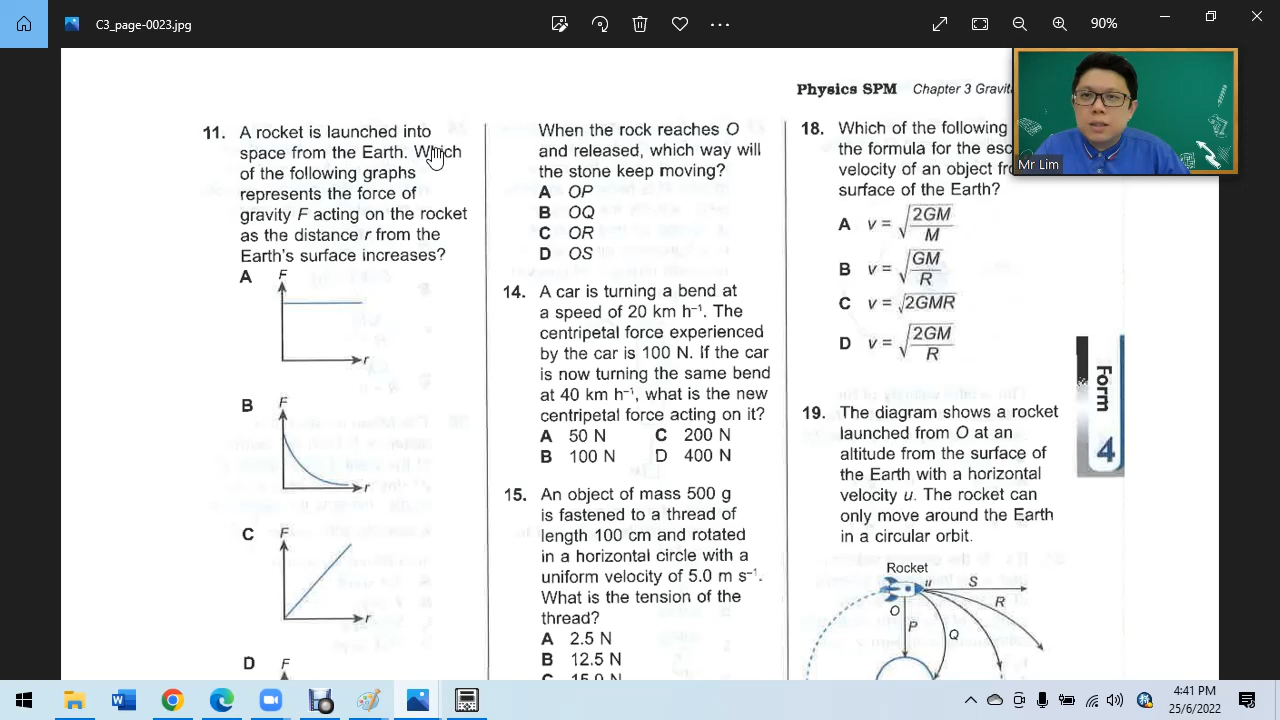 C3_page-0023.jpg
90%
Physics SPM Chapter 3
Mr Lim
11. A rocket is launched into
space from the Earth. Which
of the following graphs
represents the force of
gravity F acting on the rocket
as the distance r from the
Earth's surface increases?
A
F
r
B
F
r
C
F
r
D
F
When the rock reaches O
and released, which way will
the stone keep moving?
A OP
B OQ
C OR
D OS
14. A car is turning a bend at
a speed of 20 km h⁻¹. The
centripetal force experienced
by the car is 100 N. If the car
is now turning the same bend
at 40 km h⁻¹, what is the new
centripetal force acting on it?
A 50 N C 200 N
B 100 N D 400 N
15. An object of mass 500 g
is fastened to a thread of
length 100 cm and rotated
in a horizontal circle with a
uniform velocity of 5.0 m s⁻¹.
What is the tension of the
thread?
A 2.5 N
B 12.5 N
18. Which of the following
the formula for the
velocity of an object
surface of the Earth?
A v = √(2GM/M)
B v = √(GM/R)
C v = √2GMR
D v = √(2GM/R)
19. The diagram shows a rocket
launched from O at an
altitude from the surface of
the Earth with a horizontal
velocity u. The rocket can
only move around the Earth
in a circular orbit.
Rocket
u
S
R
O
P
Q
Form
4
4:41 PM
25/6/2022